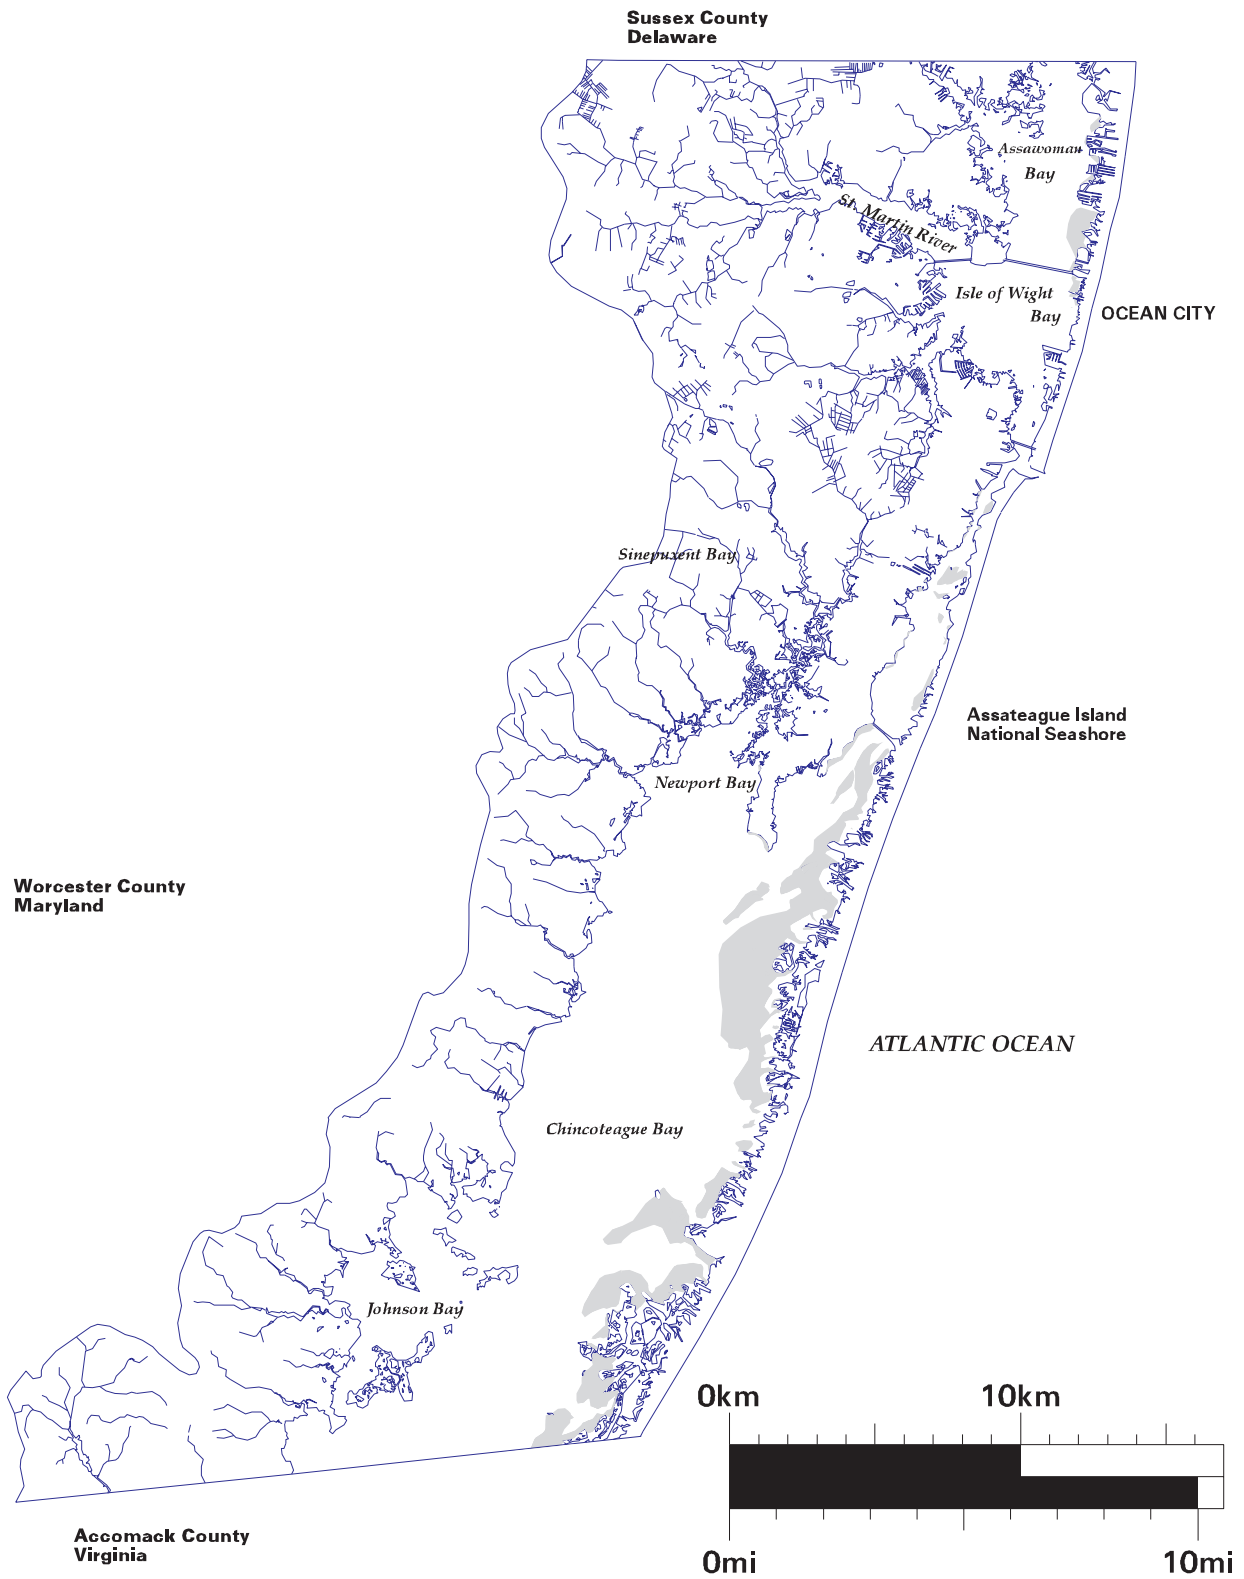 Sussex County
Delaware
Assawoman
Bay
St. Martin River
Isle of Wight
Bay
OCEAN CITY
Sinepuxent Bay
Assateague Island
National Seashore
Newport Bay
Worcester County
Maryland
ATLANTIC OCEAN
Chincoteague Bay
Johnson Bay
0km
10km
0mi
10mi
Accomack County
Virginia